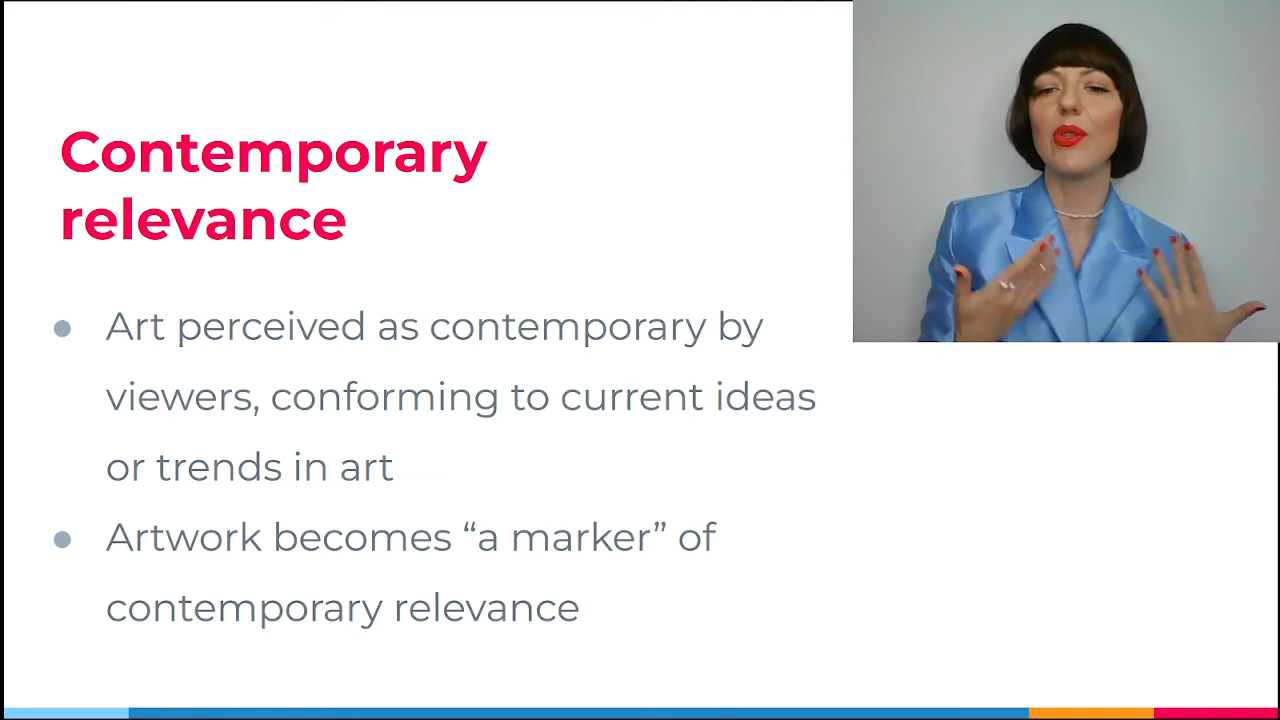 Contemporary
relevance
Art perceived as contemporary by
viewers, conforming to current ideas
or trends in art
Artwork becomes “a marker” of
contemporary relevance